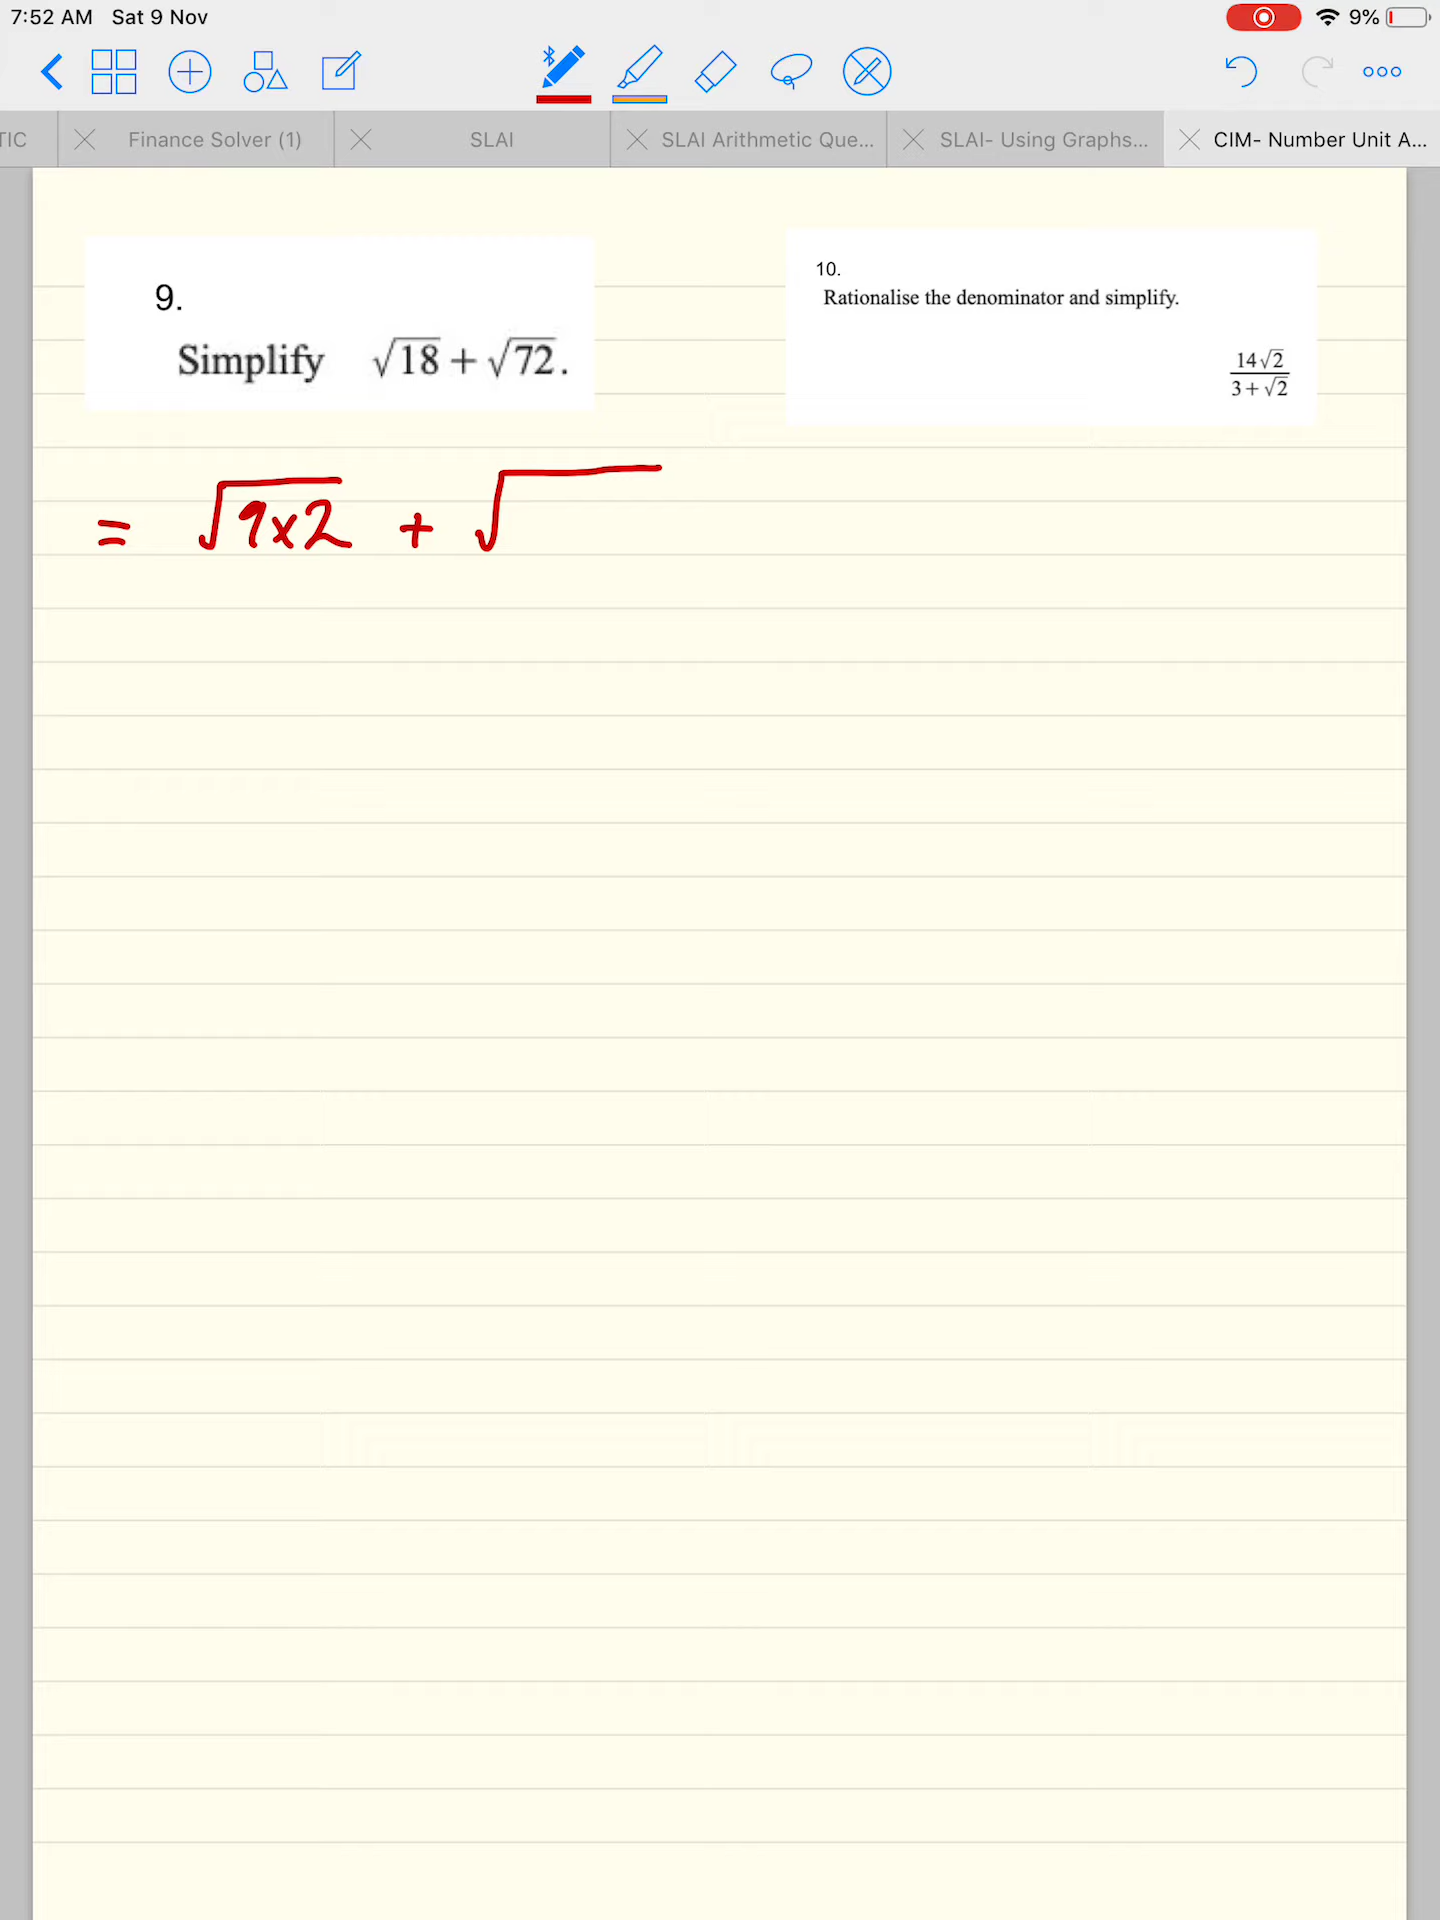 7:52 AM Sat 9 Nov
9%
TIC
Finance Solver (1)
SLAI
SLAI Arithmetic Que...
SLAI- Using Graphs...
CIM- Number Unit A...
9.
Simplify √18 + √72.
10.
Rationalise the denominator and simplify.
14√2
3 + √2
= √9x2 + √